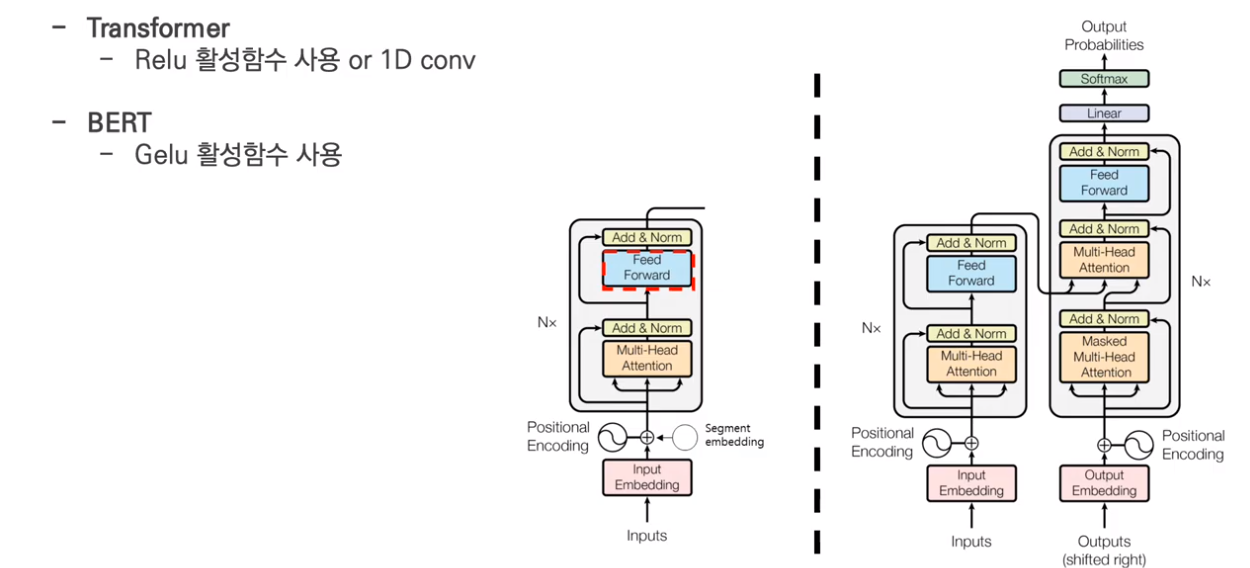 - Transformer
- Relu 활성함수 사용 or 1D conv
- BERT
- Gelu 활성함수 사용
Add & Norm
Feed
Forward
Nx
Add & Norm
Multi-Head
Attention
Positional
Encoding
Segment
embedding
Input
Embedding
Inputs
Output
Probabilities
Softmax
Linear
Add & Norm
Feed
Forward
Add & Norm
Multi-Head
Attention
Nx
Add & Norm
Masked
Multi-Head
Attention
Add & Norm
Feed
Forward
Nx
Add & Norm
Multi-Head
Attention
Positional
Encoding
Positional
Encoding
Input
Embedding
Output
Embedding
Inputs
Outputs
(shifted right)